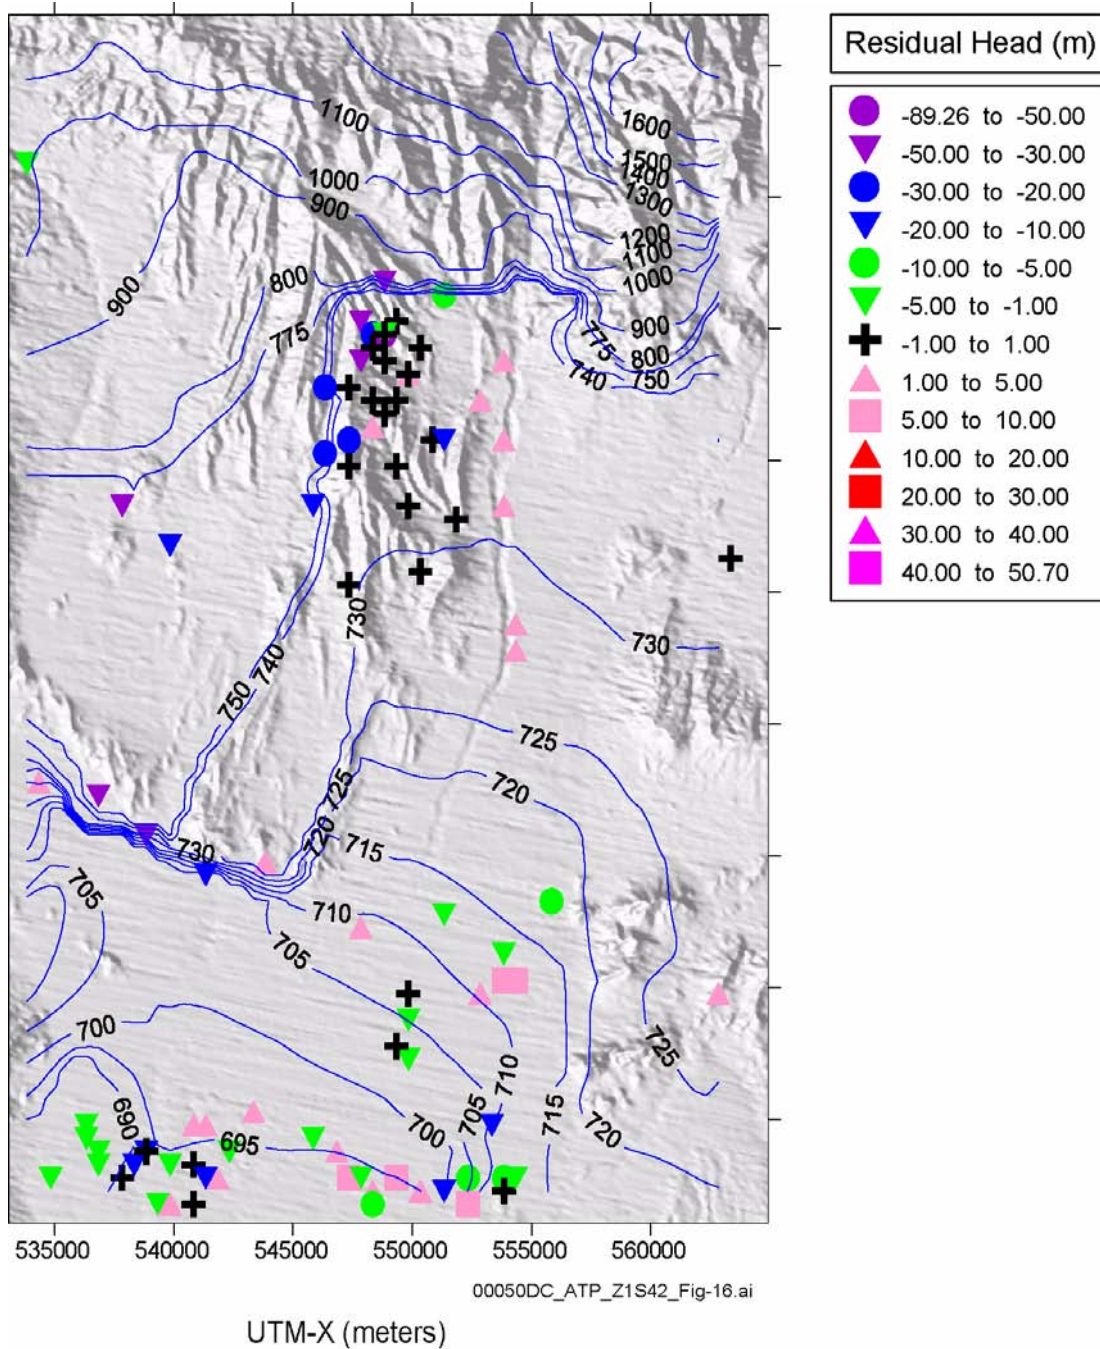 Residual Head (m)
-89.26 to -50.00
-50.00 to -30.00
-30.00 to -20.00
-20.00 to -10.00
-10.00 to -5.00
-5.00 to -1.00
-1.00 to 1.00
1.00 to 5.00
5.00 to 10.00
10.00 to 20.00
20.00 to 30.00
30.00 to 40.00
40.00 to 50.70
1100
1600
1500
1400
1300
1000
900
1200
1100
1000
800
900
775
900
775
800
740
750
730
730
740
750
725
725
720
720
730
715
710
705
705
700
725
710
690
695
700
705
715
720
535000 540000 545000 550000 555000 560000
00050DC_ATP_Z1S42_Fig-16.ai
UTM-X (meters)